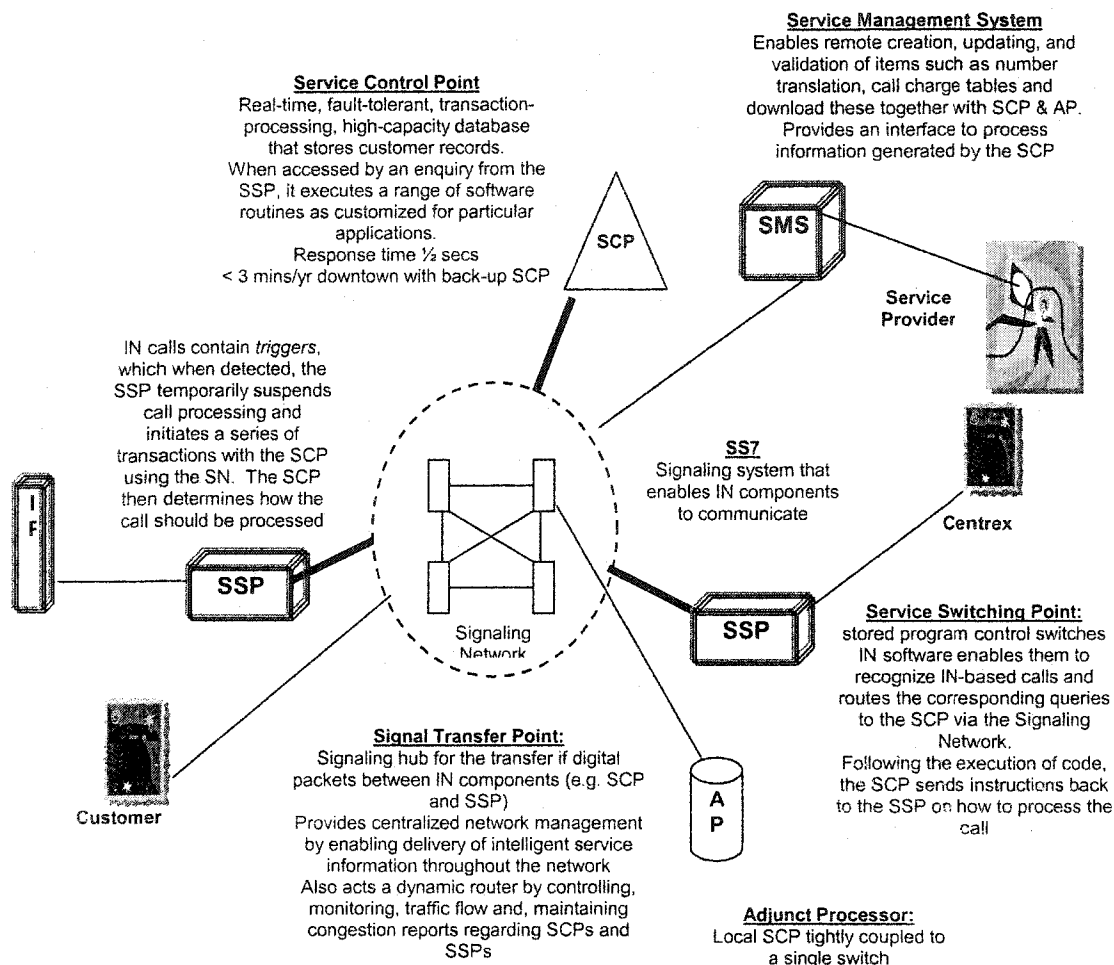 Service Management System
Enables remote creation, updating, and
validation of items such as number
translation, call charge tables and
download these together with SCP & AP.
Provides an interface to process
information generated by the SCP
Service Control Point
Real-time, fault-tolerant, transaction-
processing, high-capacity database
that stores customer records.
When accessed by an enquiry from the
SSP, it executes a range of software
routines as customized for particular
applications.
Response time ½ secs
< 3 mins/yr downtown with back-up SCP
SCP
SMS
Service
Provider
IN calls contain triggers,
which when detected, the
SSP temporarily suspends
call processing and
initiates a series of
transactions with the SCP
using the SN. The SCP
then determines how the
call should be processed
SS7
Signaling system that
enables IN components
to communicate
Centrex
I
F
SSP
Signaling
Network
SSP
Service Switching Point:
stored program control switches
IN software enables them to
recognize IN-based calls and
routes the corresponding queries
to the SCP via the Signaling
Network.
Following the execution of code,
the SCP sends instructions back
to the SSP on how to process the
call
Customer
Signal Transfer Point:
Signaling hub for the transfer if digital
packets between IN components (e.g. SCP
and SSP)
Provides centralized network management
by enabling delivery of intelligent service
information throughout the network
Also acts a dynamic router by controlling,
monitoring, traffic flow and, maintaining
congestion reports regarding SCPs and
SSPs
A
P
Adjunct Processor:
Local SCP tightly coupled to
a single switch